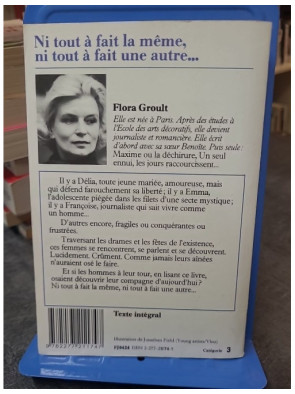 Ni tout à fait la même,
ni tout à fait une autre...
Flora Groult
Elle est née à Paris. Après des études à
l'Ecole des arts décoratifs, elle devient
journaliste et romancière. Elle écrit
d'abord avec sa sœur Benoîte. Puis seule:
Maxime ou la déchirure, Un seul
ennui, les jours raccourcissent...
Il y a Délia, toute jeune mariée, amoureuse, mais
qui défend farouchement sa liberté; il y a Emma,
l'adolescente piégée dans les filets d'une secte mystique;
il y a Françoise, journaliste qui sait vivre comme
un homme...
D'autres encore, fragiles ou conquérantes ou
frustrées.
Traversant les drames et les fêtes de l'existence,
ces femmes se rencontrent, se parlent et se découvrent.
Lucidement. Crûment. Comme jamais leurs aînées
n'auraient osé le faire.
Et si les hommes à leur tour, en lisant ce livre,
osaient découvrir leur compagne d'aujourd'hui?
Ni tout à fait la même, ni tout à fait une autre...
Texte intégral
Catégorie 3